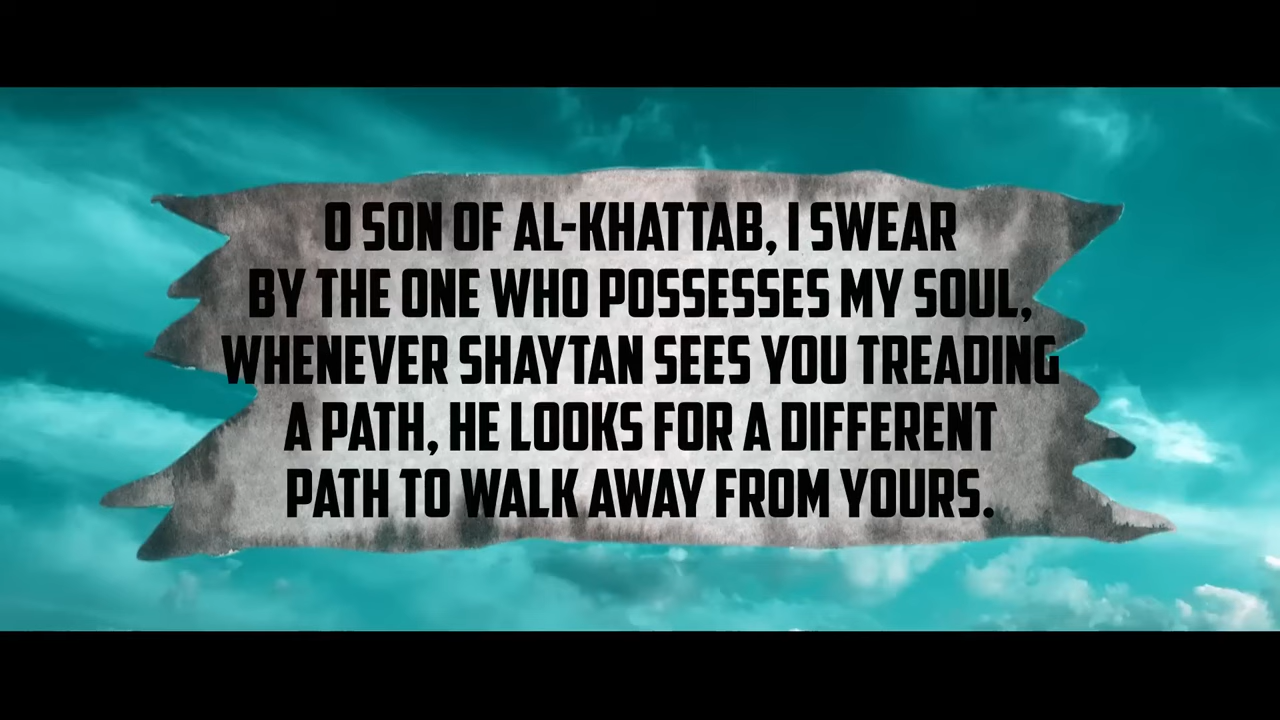 O SON OF AL-KHATTAB, I SWEAR
BY THE ONE WHO POSSESSES MY SOUL,
WHENEVER SHAYTAN SEES YOU TREADING
A PATH, HE LOOKS FOR A DIFFERENT
PATH TO WALK AWAY FROM YOURS.